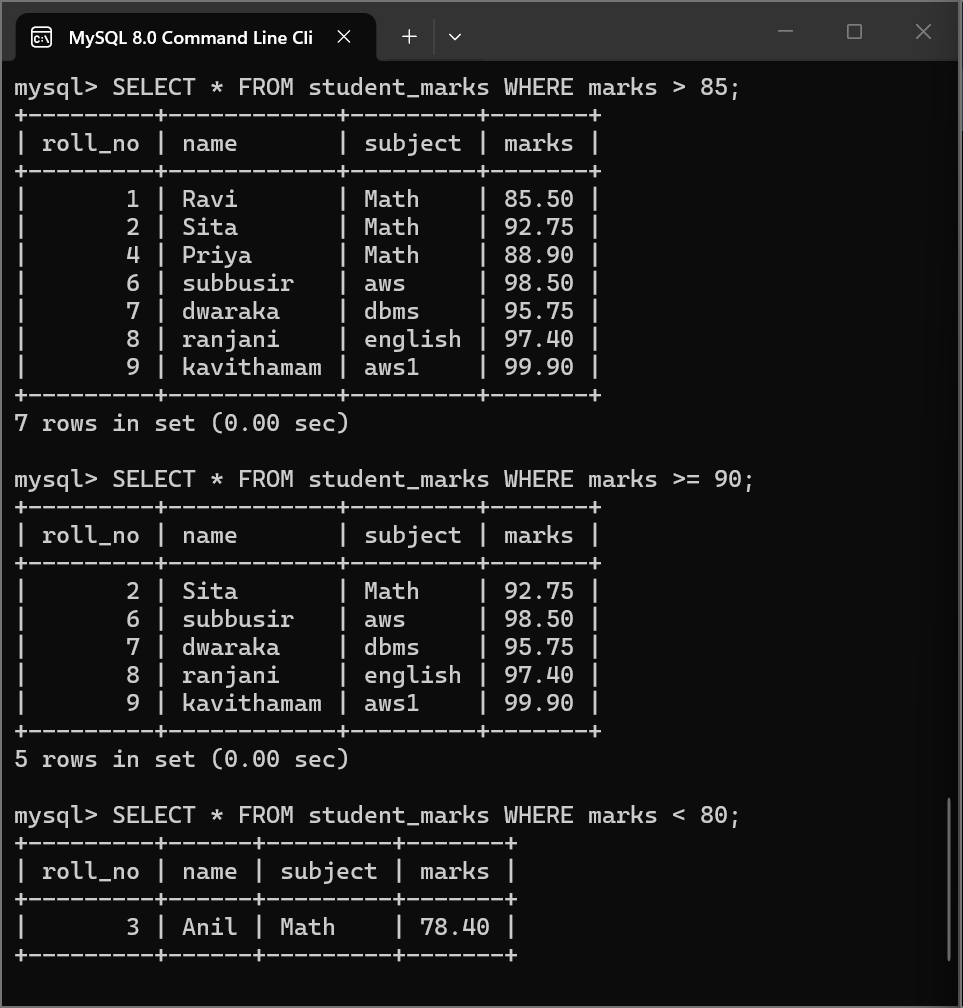 MySQL 8.0 Command Line Cli
mysql> SELECT * FROM student_marks WHERE marks > 85;
+---------+------------+---------+-------+
| roll_no | name       | subject | marks |
+---------+------------+---------+-------+
|       1 | Ravi       | Math    | 85.50 |
|       2 | Sita       | Math    | 92.75 |
|       4 | Priya      | Math    | 88.90 |
|       6 | subbusir   | aws     | 98.50 |
|       7 | dwaraka    | dbms    | 95.75 |
|       8 | ranjani    | english | 97.40 |
|       9 | kavithamam | aws1    | 99.90 |
+---------+------------+---------+-------+
7 rows in set (0.00 sec)
mysql> SELECT * FROM student_marks WHERE marks >= 90;
+---------+------------+---------+-------+
| roll_no | name       | subject | marks |
+---------+------------+---------+-------+
|       2 | Sita       | Math    | 92.75 |
|       6 | subbusir   | aws     | 98.50 |
|       7 | dwaraka    | dbms    | 95.75 |
|       8 | ranjani    | english | 97.40 |
|       9 | kavithamam | aws1    | 99.90 |
+---------+------------+---------+-------+
5 rows in set (0.00 sec)
mysql> SELECT * FROM student_marks WHERE marks < 80;
+---------+------+---------+-------+
| roll_no | name | subject | marks |
+---------+------+---------+-------+
|       3 | Anil | Math    | 78.40 |
+---------+------+---------+-------+